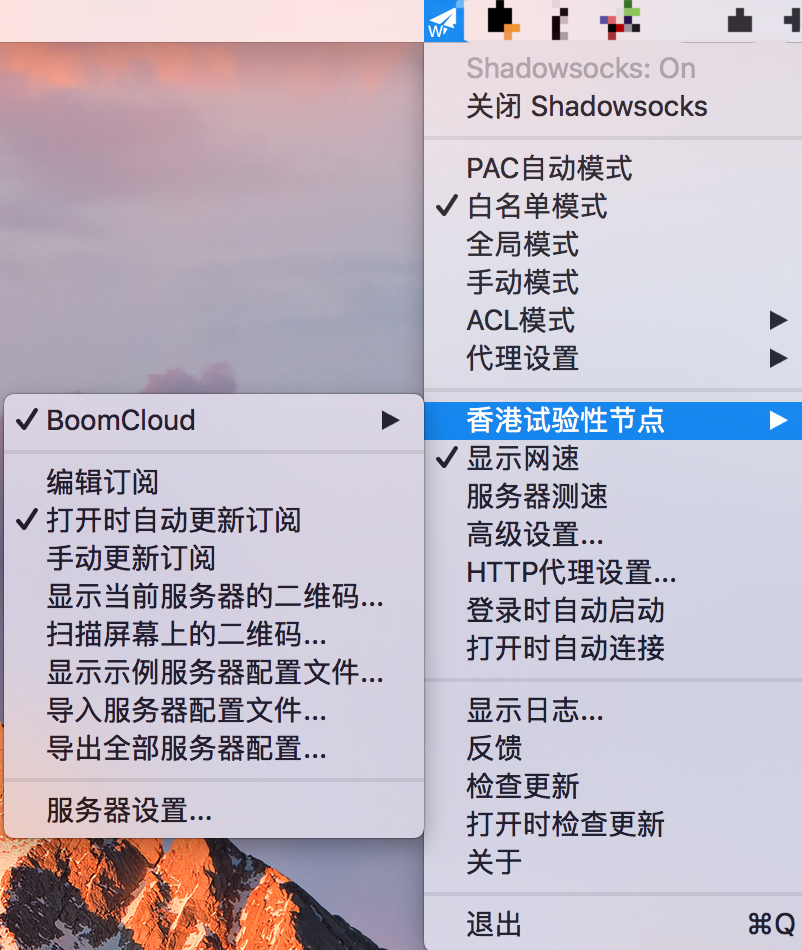 W
Shadowsocks: On
关闭 Shadowsocks
PAC自动模式
白名单模式
全局模式
手动模式
ACL模式
代理设置
香港试验性节点
显示网速
服务器测速
高级设置...
HTTP代理设置...
登录时自动启动
打开时自动连接
显示日志...
反馈
检查更新
打开时检查更新
关于
退出 ⌘Q
BoomCloud
编辑订阅
打开时自动更新订阅
手动更新订阅
显示当前服务器的二维码...
扫描屏幕上的二维码...
显示示例服务器配置文件...
导入服务器配置文件...
导出全部服务器配置...
服务器设置...